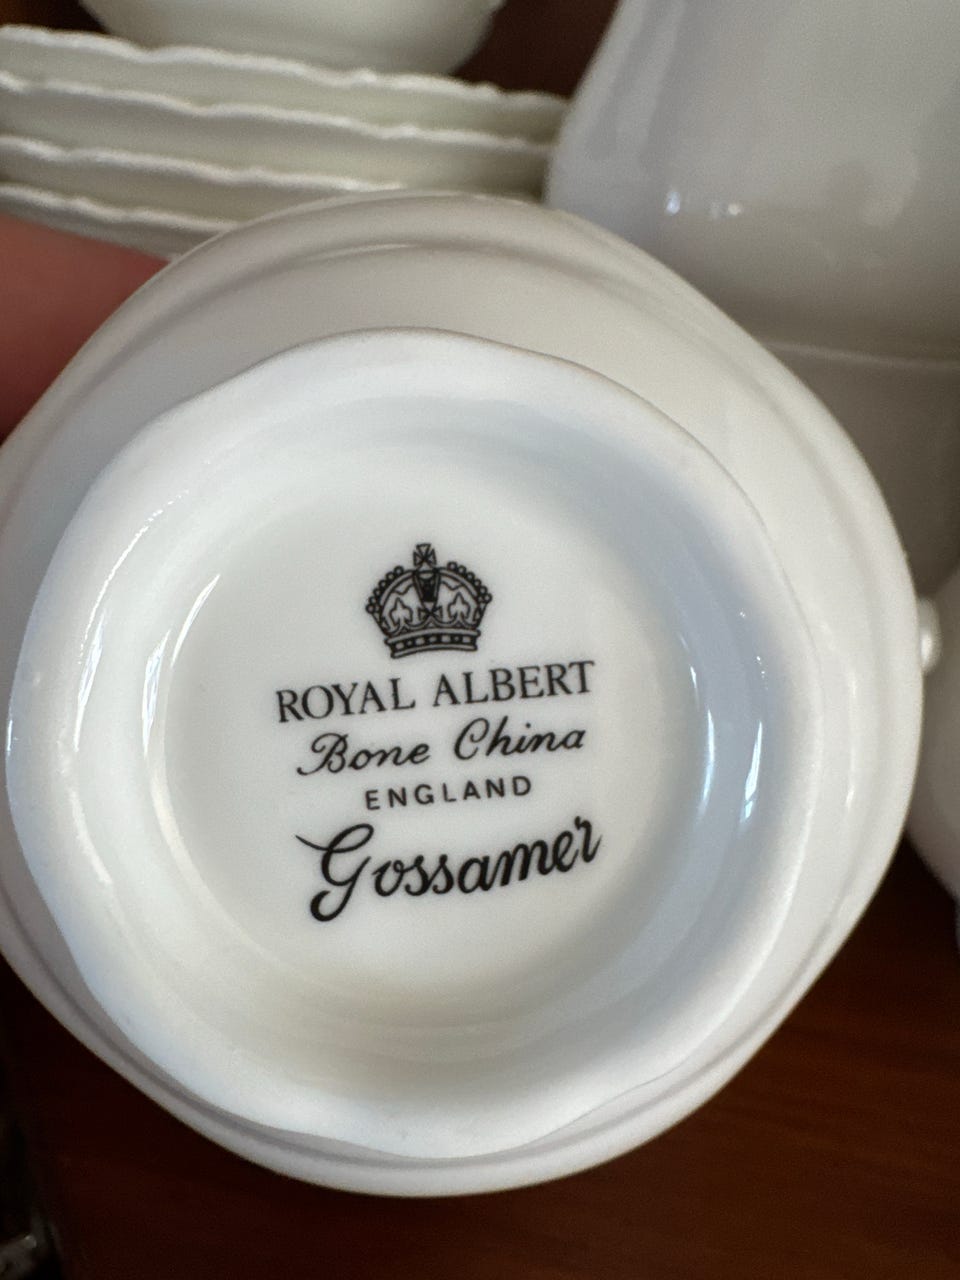 ROYAL ALBERT
Bone China
ENGLAND
Gossamer